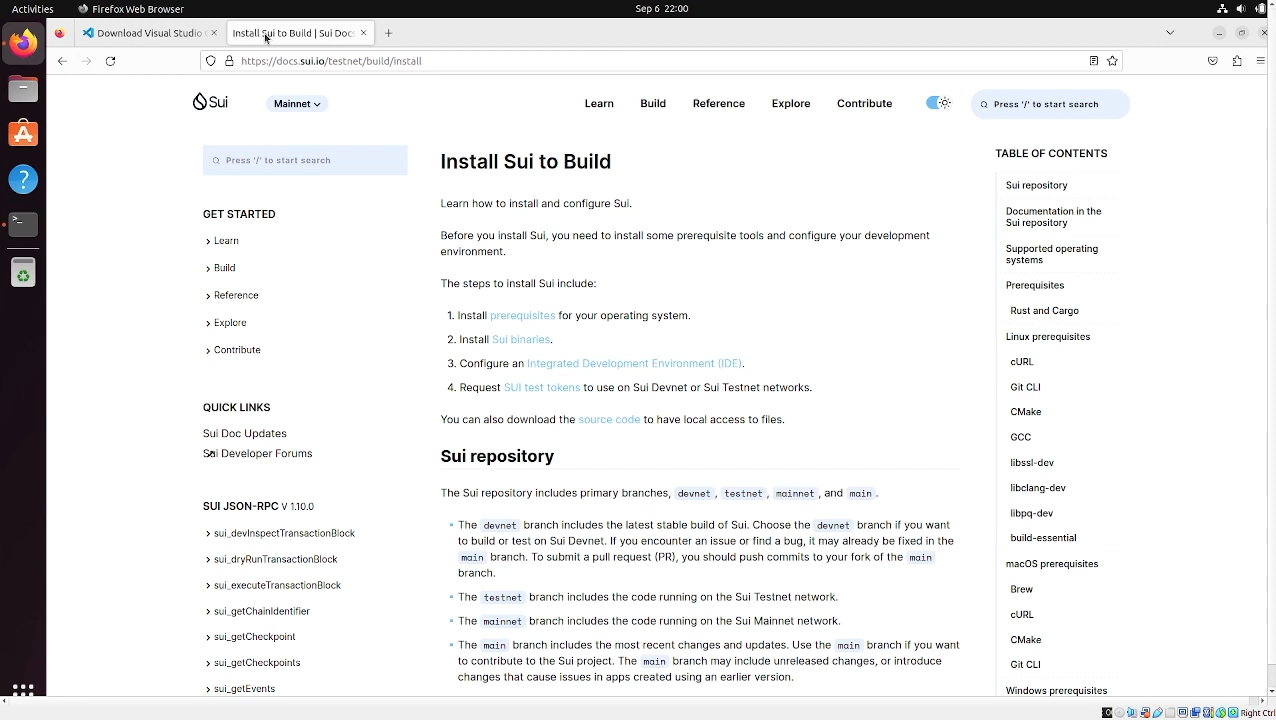 Activities
Firefox Web Browser
Sep 6 22:00
Download Visual Studio
Install Sui to Build | Sui Docs
https://docs.sui.io/testnet/build/install
Sui
Mainnet
Learn
Build
Reference
Explore
Contribute
Press '/' to start search
Press '/' to start search
GET STARTED
Learn
Build
Reference
Explore
Contribute
QUICK LINKS
Sui Doc Updates
Sui Developer Forums
SUI JSON-RPC V 1.10.0
sui_devInspectTransactionBlock
sui_dryRunTransactionBlock
sui_executeTransactionBlock
sui_getChainIdentifier
sui_getCheckpoint
sui_getCheckpoints
sui_getEvents
Install Sui to Build
Learn how to install and configure Sui.
Before you install Sui, you need to install some prerequisite tools and configure your development
environment.
The steps to install Sui include:
1. Install prerequisites for your operating system.
2. Install Sui binaries.
3. Configure an Integrated Development Environment (IDE).
4. Request SUI test tokens to use on Sui Devnet or Sui Testnet networks.
You can also download the source code to have local access to files.
Sui repository
The Sui repository includes primary branches, devnet, testnet, mainnet, and main.
The devnet branch includes the latest stable build of Sui. Choose the devnet branch if you want
to build or test on Sui Devnet. If you encounter an issue or find a bug, it may already be fixed in the
main branch. To submit a pull request (PR), you should push commits to your fork of the main
branch.
The testnet branch includes the code running on the Sui Testnet network.
The mainnet branch includes the code running on the Sui Mainnet network.
The main branch includes the most recent changes and updates. Use the main branch if you want
to contribute to the Sui project. The main branch may include unreleased changes, or introduce
changes that cause issues in apps created using an earlier version.
TABLE OF CONTENTS
Sui repository
Documentation in the
Sui repository
Supported operating
systems
Prerequisites
Rust and Cargo
Linux prerequisites
cURL
Git CLI
CMake
GCC
libssl-dev
libclang-dev
libpq-dev
build-essential
macOS prerequisites
Brew
cURL
CMake
Git CLI
Windows prerequisites
Right Ctrl